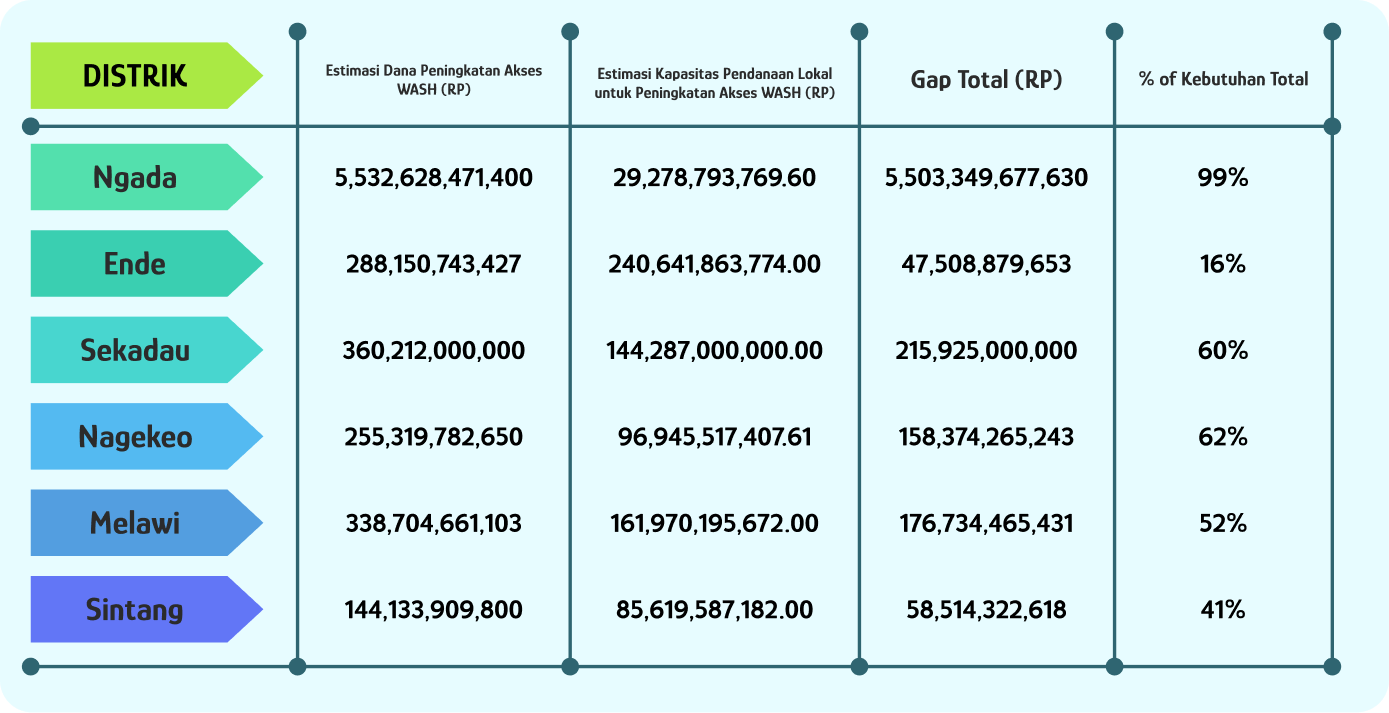 DISTRIK
Estimasi Dana Peningkatan Akses
WASH (RP)
Estimasi Kapasitas Pendanaan Lokal
untuk Peningkatan Akses WASH (RP)
Gap Total (RP)
% of Kebutuhan Total
Ngada 5,532,628,471,400 29,278,793,769.60 5,503,349,677,630 99%
Ende 288,150,743,427 240,641,863,774.00 47,508,879,653 16%
Sekadau 360,212,000,000 144,287,000,000.00 215,925,000,000 60%
Nagekeo 255,319,782,650 96,945,517,407.61 158,374,265,243 62%
Melawi 338,704,661,103 161,970,195,672.00 176,734,465,431 52%
Sintang 144,133,909,800 85,619,587,182.00 58,514,322,618 41%